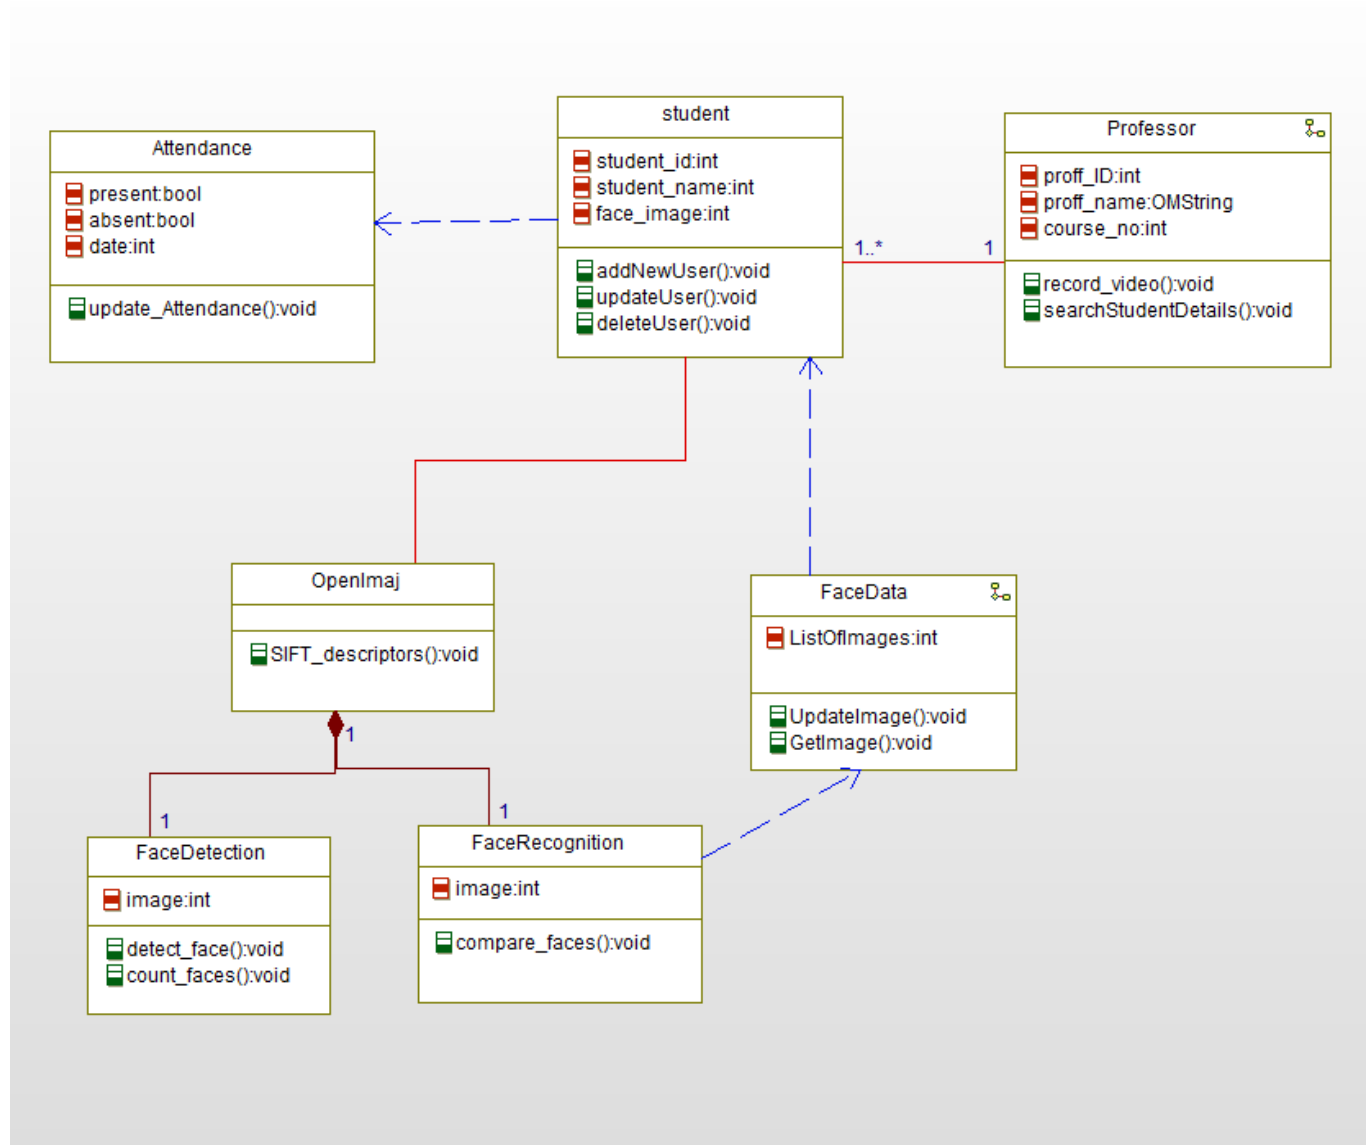 Attendance
present:bool
absent:bool
date:int
update_Attendance():void
student
student_id:int
student_name:int
face_image:int
addNewUser():void
updateUser():void
deleteUser():void
1..*
1
Professor
proff_ID:int
proff_name:OMString
course_no:int
record_video():void
searchStudentDetails():void
OpenImaj
SIFT_descriptors():void
1
1
1
FaceData
ListOfImages:int
UpdateImage():void
GetImage():void
FaceDetection
image:int
detect_face():void
count_faces():void
FaceRecognition
image:int
compare_faces():void